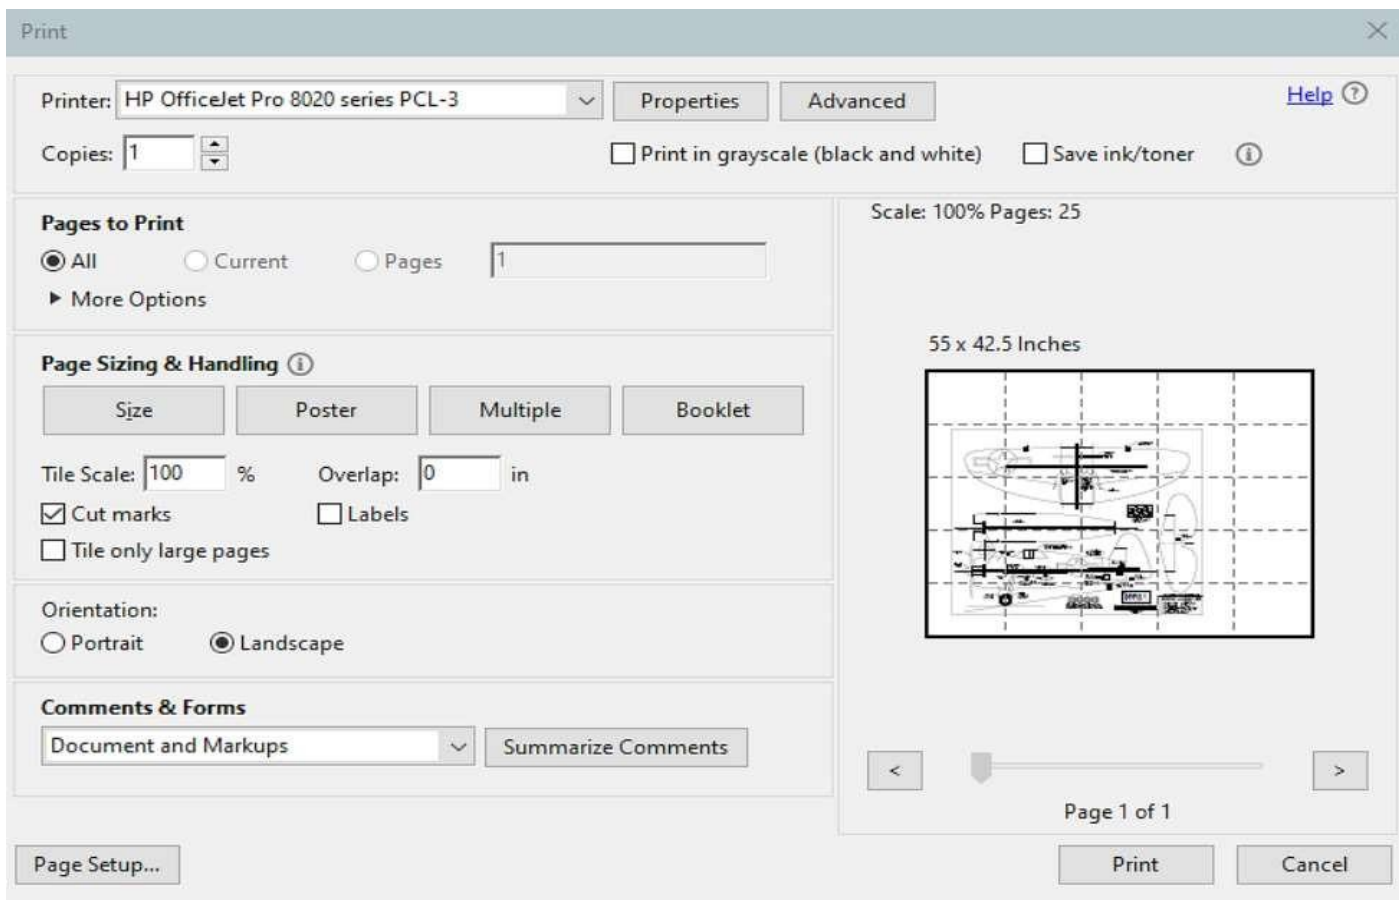 Print
Printer: HP OfficeJet Pro 8020 series PCL-3 Properties Advanced Help
Copies: 1 Print in grayscale (black and white) Save ink/toner
Pages to Print
All Current Pages 1
More Options
Page Sizing & Handling
Size Poster Multiple Booklet
Tile Scale: 100 % Overlap: 0 in
Cut marks Labels
Tile only large pages
Orientation:
Portrait Landscape
Comments & Forms
Document and Markups Summarize Comments
Scale: 100% Pages: 25
55 x 42.5 Inches
< >
Page 1 of 1
Page Setup... Print Cancel